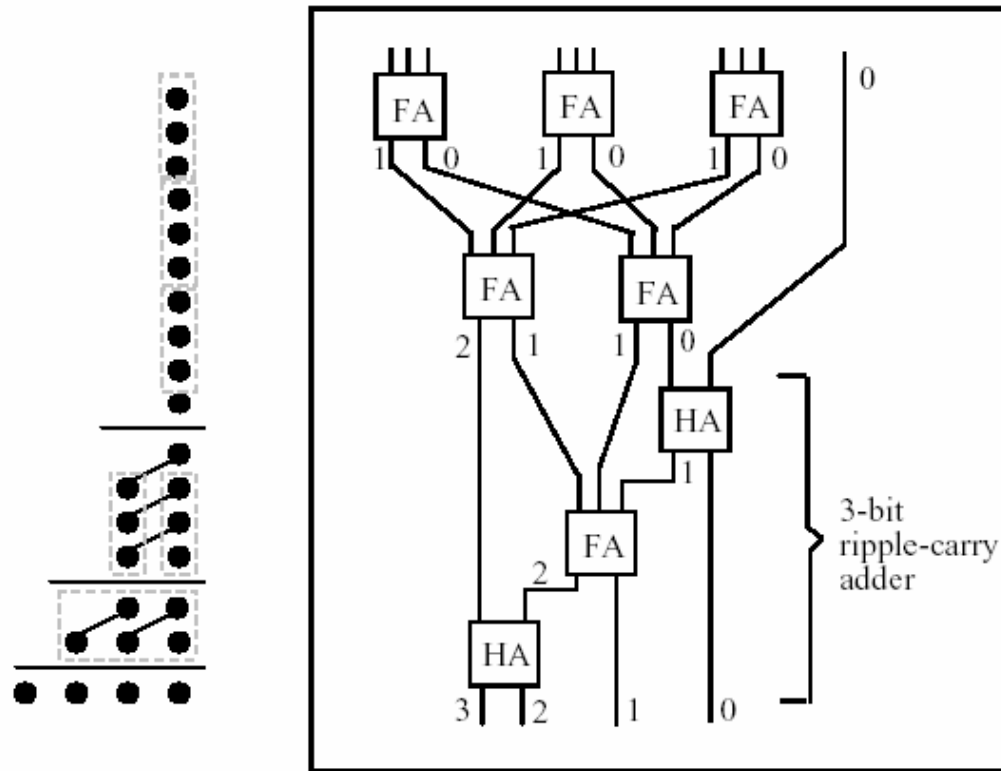 0
FA FA FA
1 0 1 0 1 0
FA FA
2 1 1 0
HA
1
3-bit
ripple-carry
adder
FA
2
HA
3 2 1 0